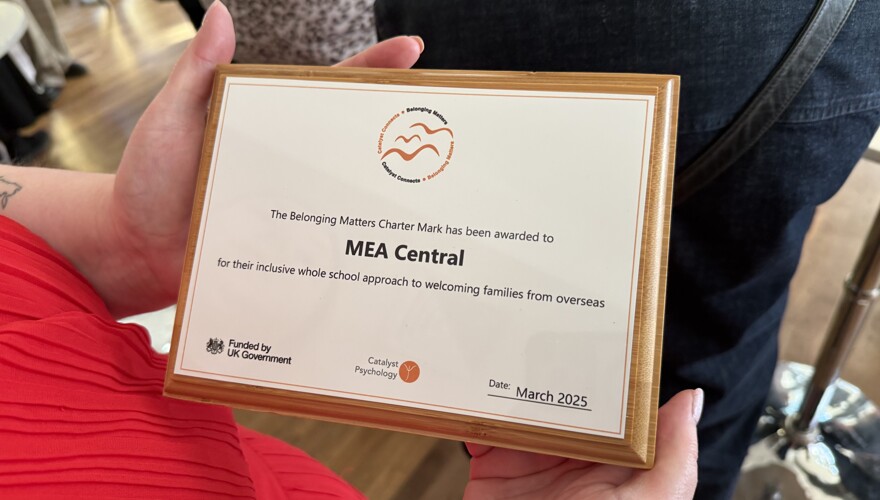 Catalyst Connects • Belonging Matters
Catalyst Connects • Belonging Matters
The Belonging Matters Charter Mark has been awarded to
MEA Central
for their inclusive whole school approach to welcoming families from overseas
Funded by
UK Government
Catalyst
Psychology
Date: March 2025